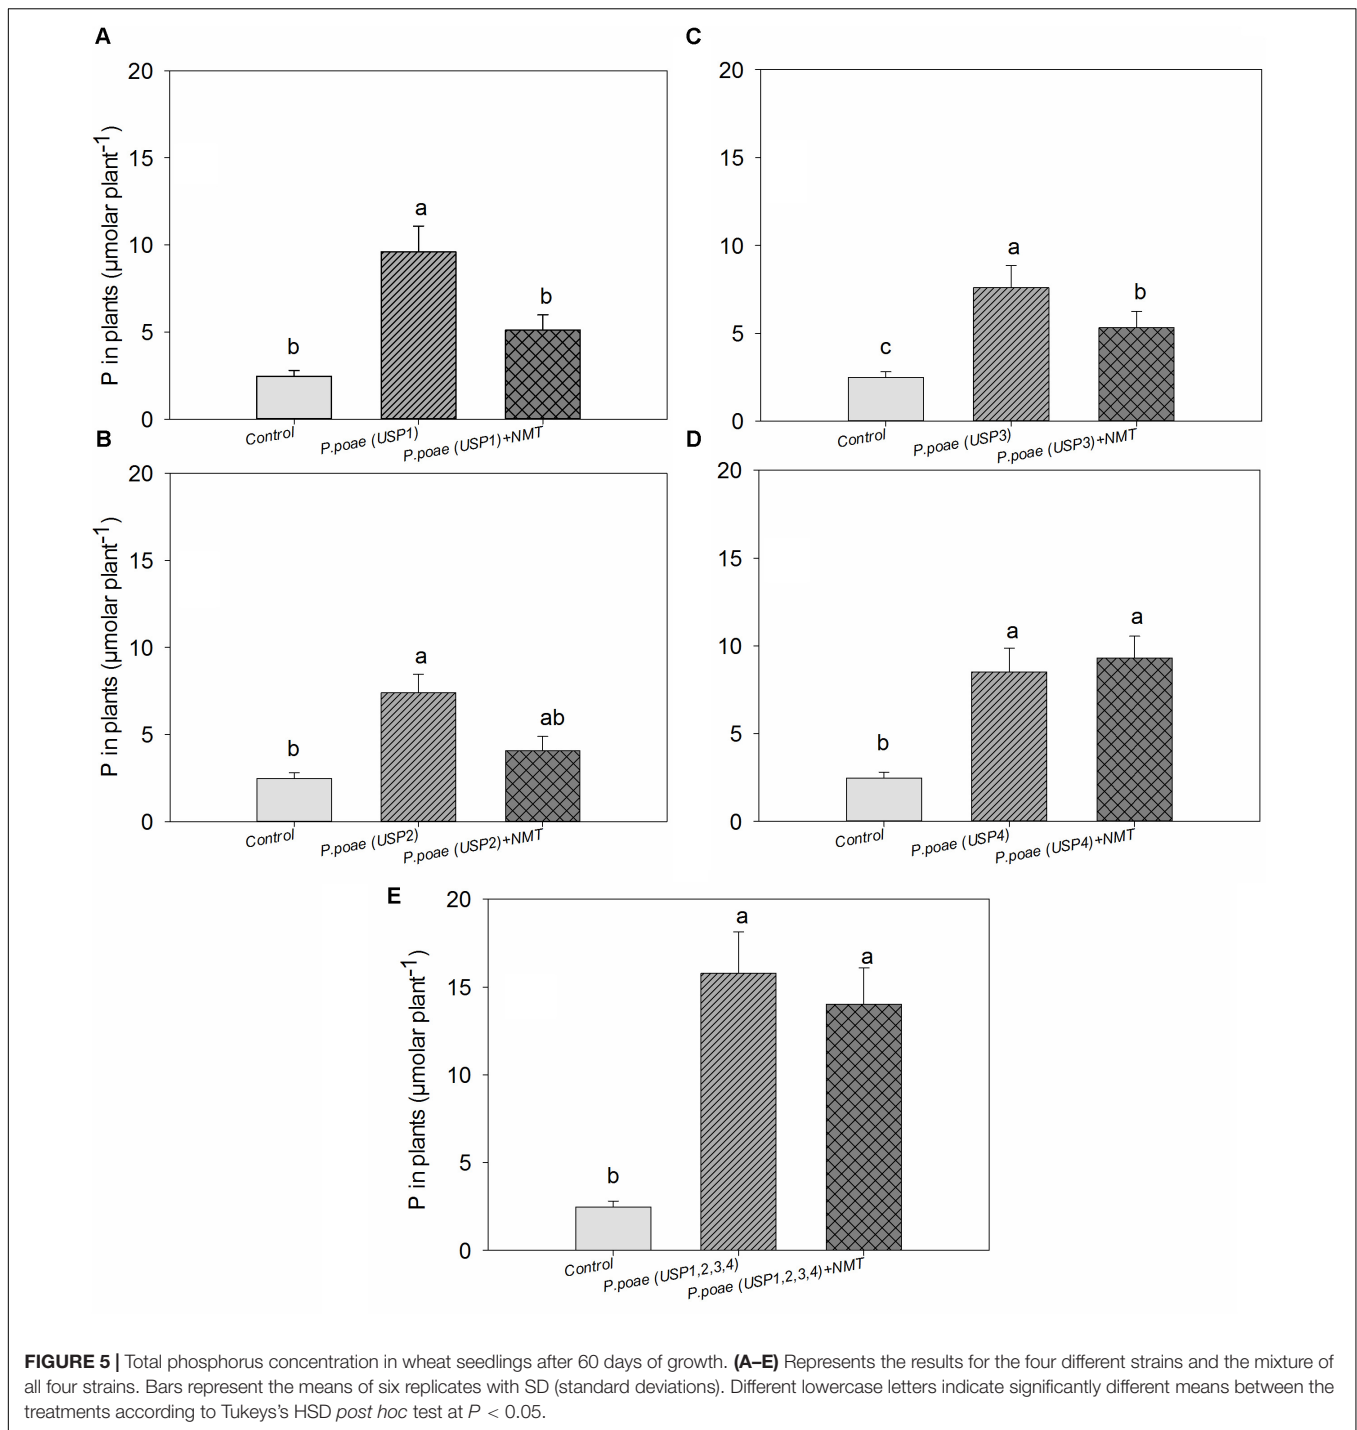 A
20
15
10
5
0
P in plants (µmolar plant-1)
b
a
b
Control
P.poae (USP1)
P.poae (USP1)+NMT
C
20
15
10
5
0
c
a
b
Control
P.poae (USP3)
P.poae (USP3)+NMT
B
20
15
10
5
0
P in plants (µmolar plant-1)
b
a
ab
Control
P.poae (USP2)
P.poae (USP2)+NMT
D
20
15
10
5
0
b
a
a
Control
P.poae (USP4)
P.poae (USP4)+NMT
E
20
15
10
5
0
P in plants (µmolar plant-1)
b
a
a
Control
P.poae (USP1,2,3,4)
P.poae (USP1,2,3,4)+NMT
FIGURE 5 | Total phosphorus concentration in wheat seedlings after 60 days of growth. (A–E) Represents the results for the four different strains and the mixture of
all four strains. Bars represent the means of six replicates with SD (standard deviations). Different lowercase letters indicate significantly different means between the
treatments according to Tukeys's HSD post hoc test at P < 0.05.